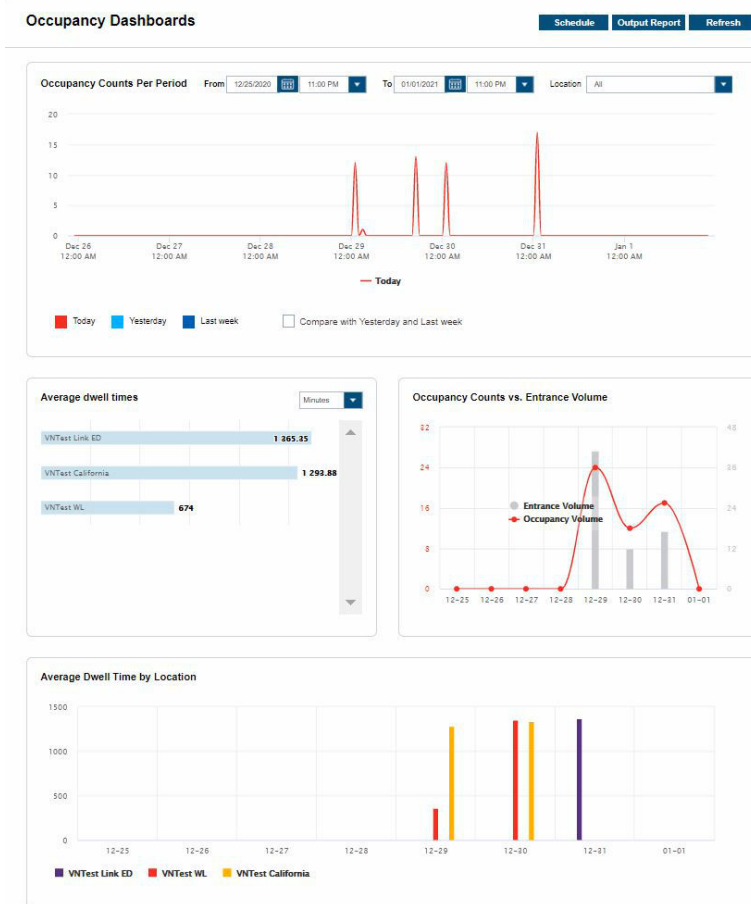 Occupancy Dashboards
Schedule Output Report Refresh
Occupancy Counts Per Period From 12/25/2020 11:00 PM To 01/01/2021 11:00 PM Location All
20
15
10
5
0
Dec 26 Dec 27 Dec 28 Dec 29 Dec 30 Dec 31 Jan 1
12:00 AM 12:00 AM 12:00 AM 12:00 AM 12:00 AM 12:00 AM 12:00 AM
Today
Today Yesterday Last week Compare with Yesterday and Last week
Average dwell times Minutes
VNTest Link ED 1 365.35
VNTest California 1 293.88
VNTest WL 674
Occupancy Counts vs. Entrance Volume
32 48
24 36
16 24
8 12
0 0
Entrance Volume
Occupancy Volume
12-25 12-26 12-27 12-28 12-29 12-30 12-31 01-01
Average Dwell Time by Location
1500
1000
500
0
12-25 12-26 12-27 12-28 12-29 12-30 12-31 01-01
VNTest Link ED VNTest WL VNTest California